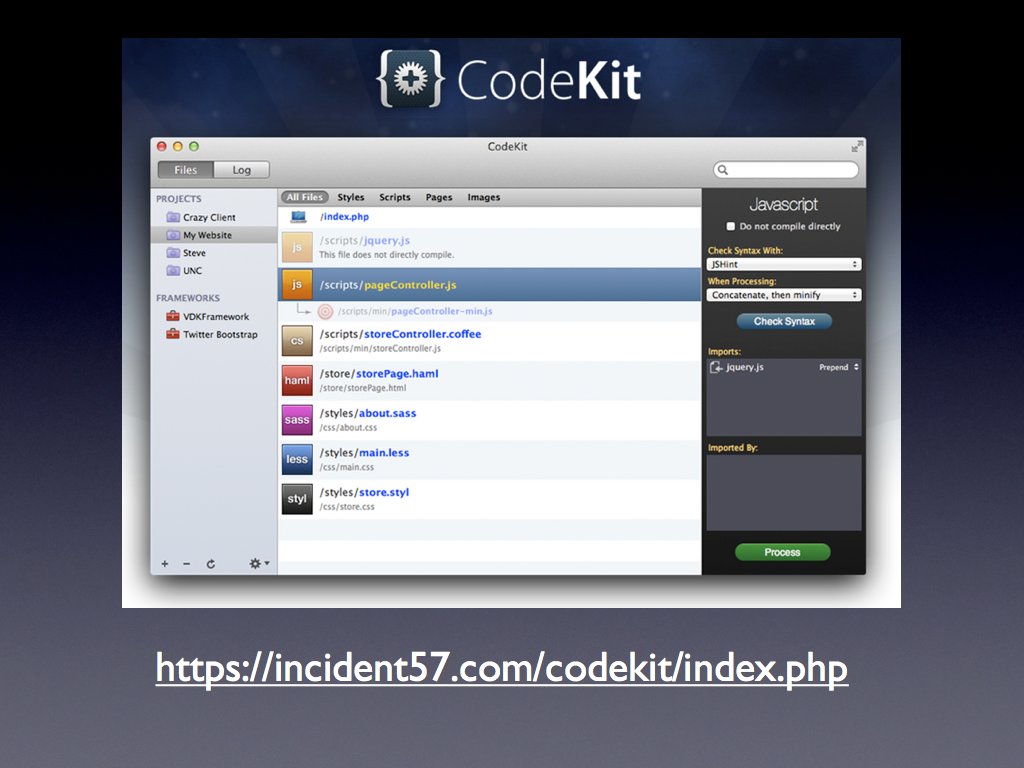 CodeKit
CodeKit
Files Log
PROJECTS
Crazy Client
My Website
Steve
UNC
FRAMEWORKS
VDKFramework
Twitter Bootstrap
All Files Styles Scripts Pages Images
/index.php
js
/scripts/jquery.js
This file does not directly compile.
js
/scripts/pageController.js
/scripts/min/pageController-min.js
cs
/scripts/storeController.coffee
/scripts/min/storeController.js
haml
/store/storePage.haml
/store/storePage.html
sass
/styles/about.sass
/css/about.css
less
/styles/main.less
/css/main.css
styl
/styles/store.styl
/css/store.css
Javascript
Do not compile directly
Check Syntax With:
JSHint
When Processing:
Concatenate, then minify
Check Syntax
Imports:
jquery.js Prepend
Imported By:
Process
https://incident57.com/codekit/index.php